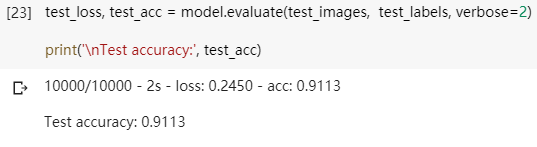 [23] test_loss, test_acc = model.evaluate(test_images,  test_labels, verbose=2)
print('\nTest accuracy:', test_acc)
10000/10000 - 2s - loss: 0.2450 - acc: 0.9113
Test accuracy: 0.9113